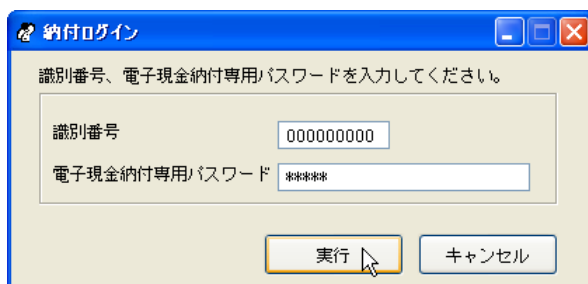 納付ログイン
識別番号、電子現金納付専用パスワードを入力してください。
識別番号 000000000
電子現金納付専用パスワード *****
実行 キャンセル